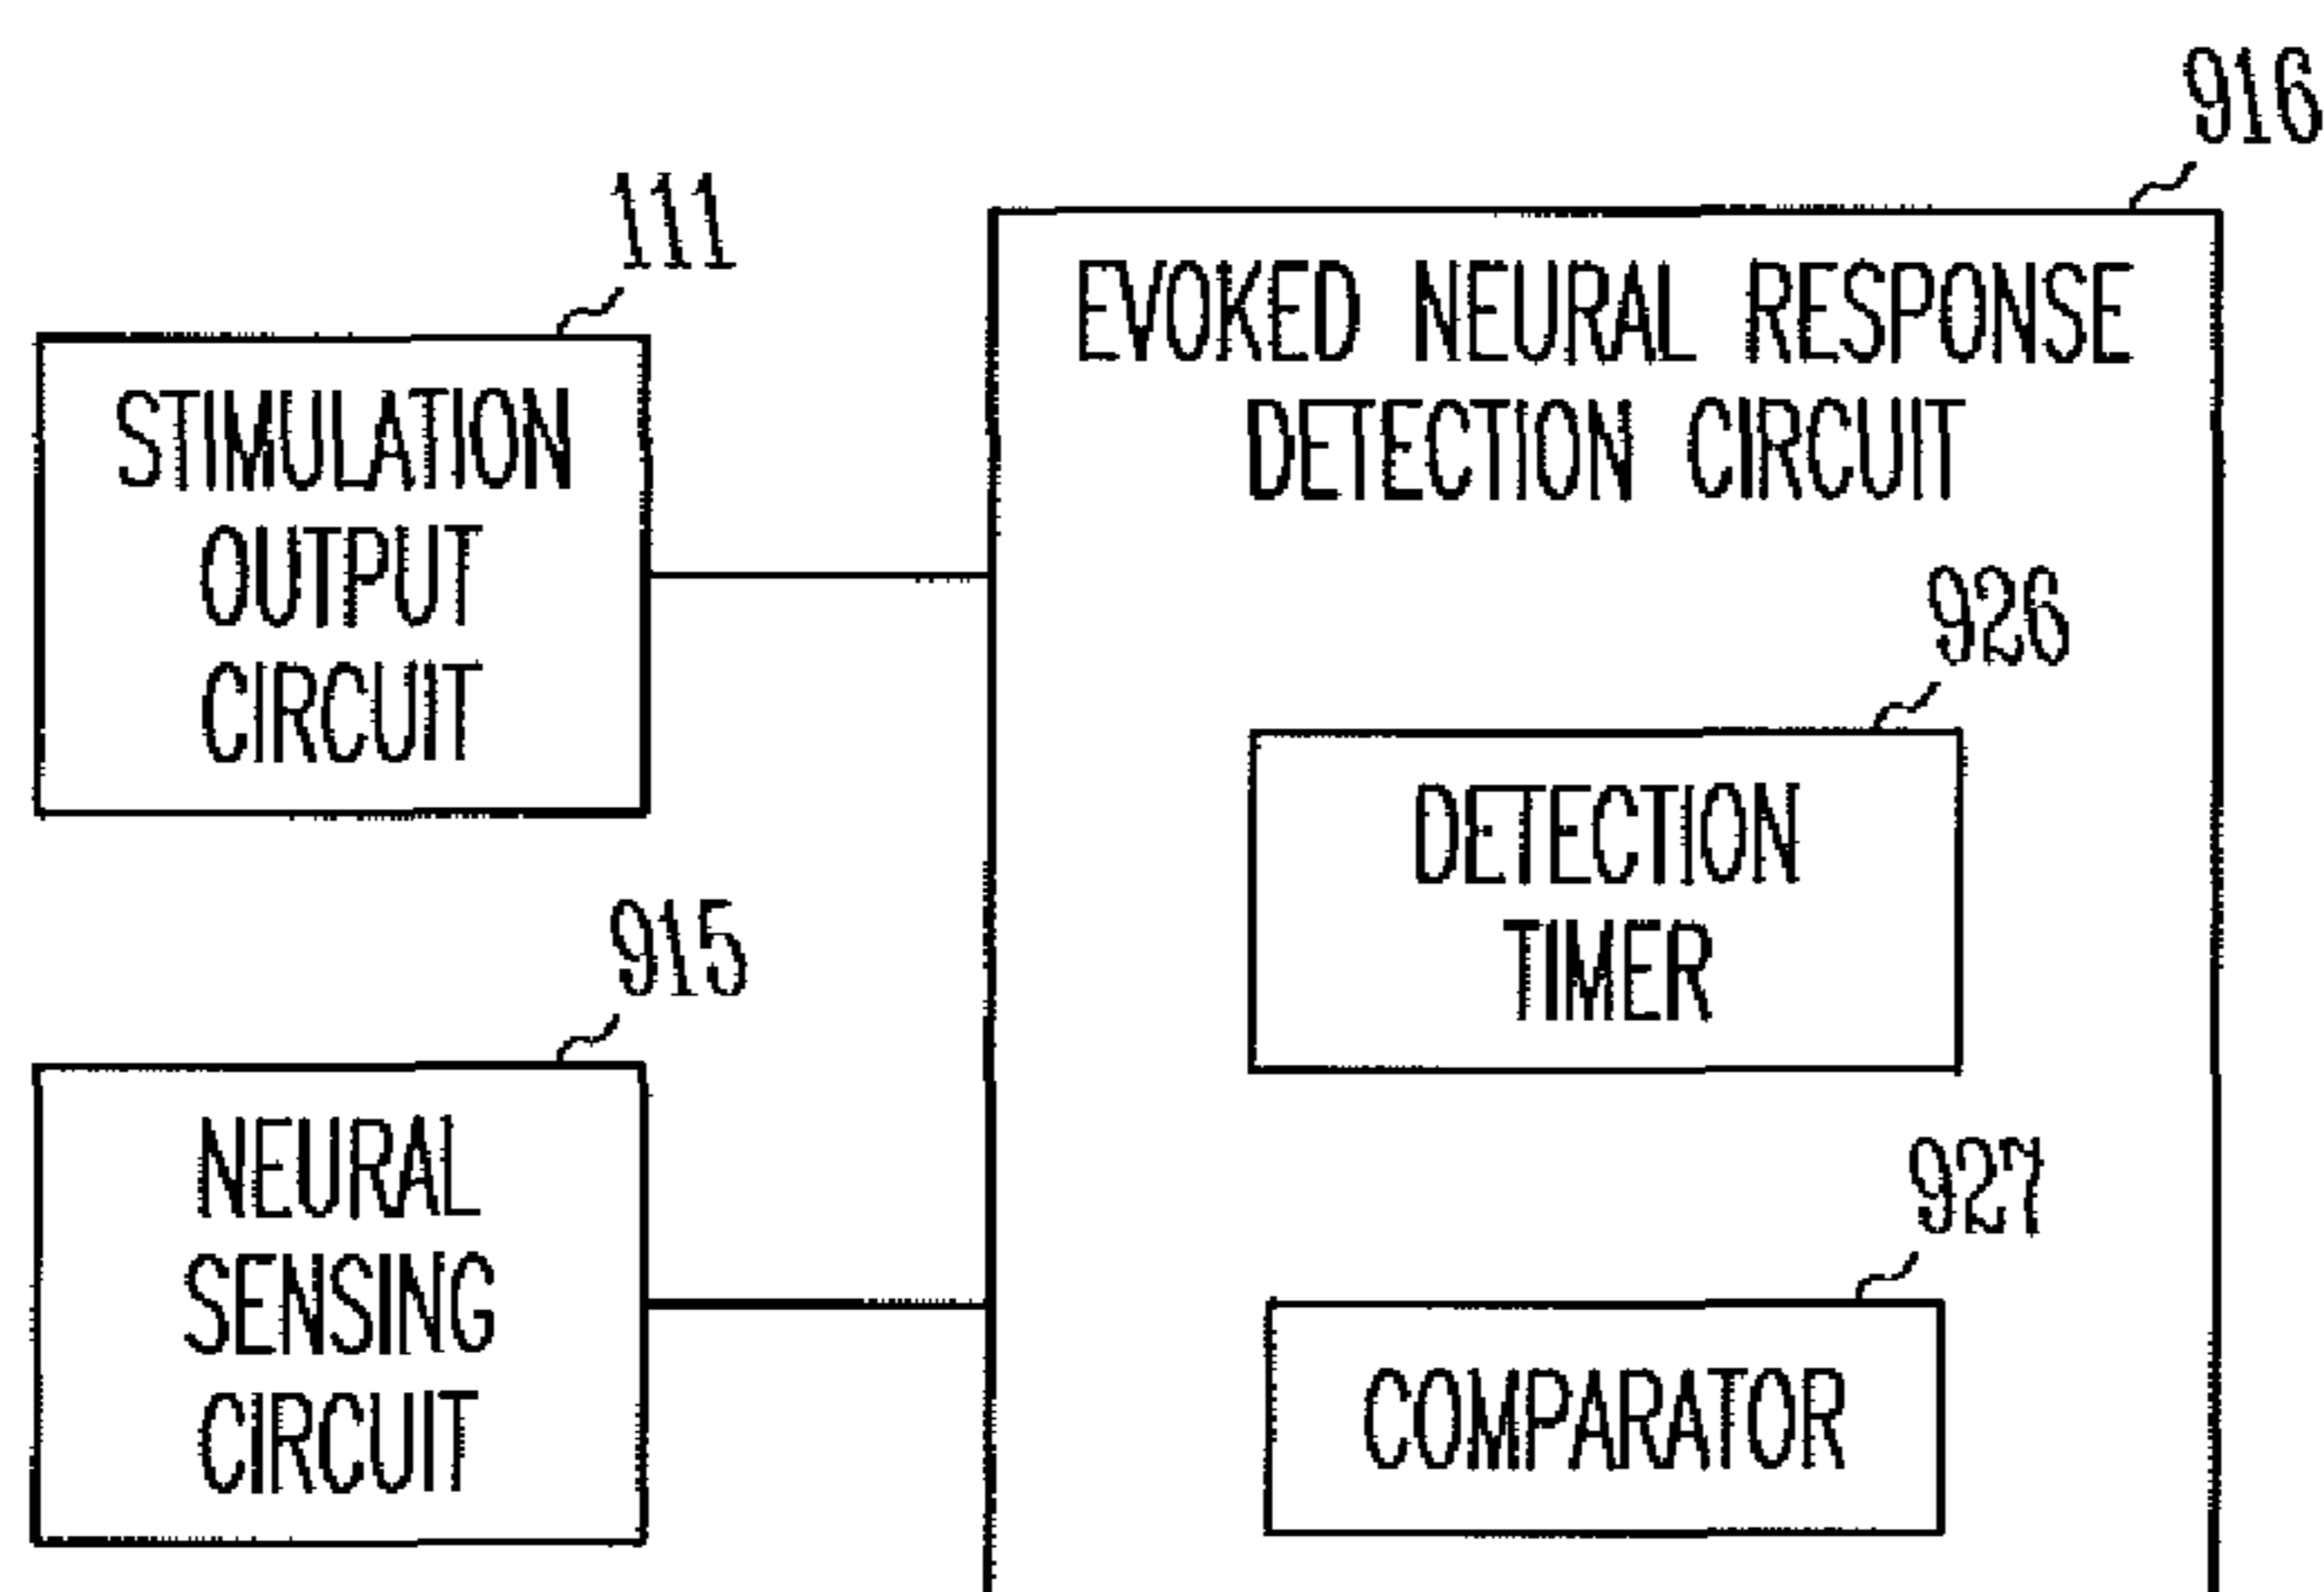 111
STIMULATION
OUTPUT
CIRCUIT
915
NEURAL
SENSING
CIRCUIT
916
EVOKED NEURAL RESPONSE
DETECTION CIRCUIT
926
DETECTION
TIMER
927
COMPARATOR